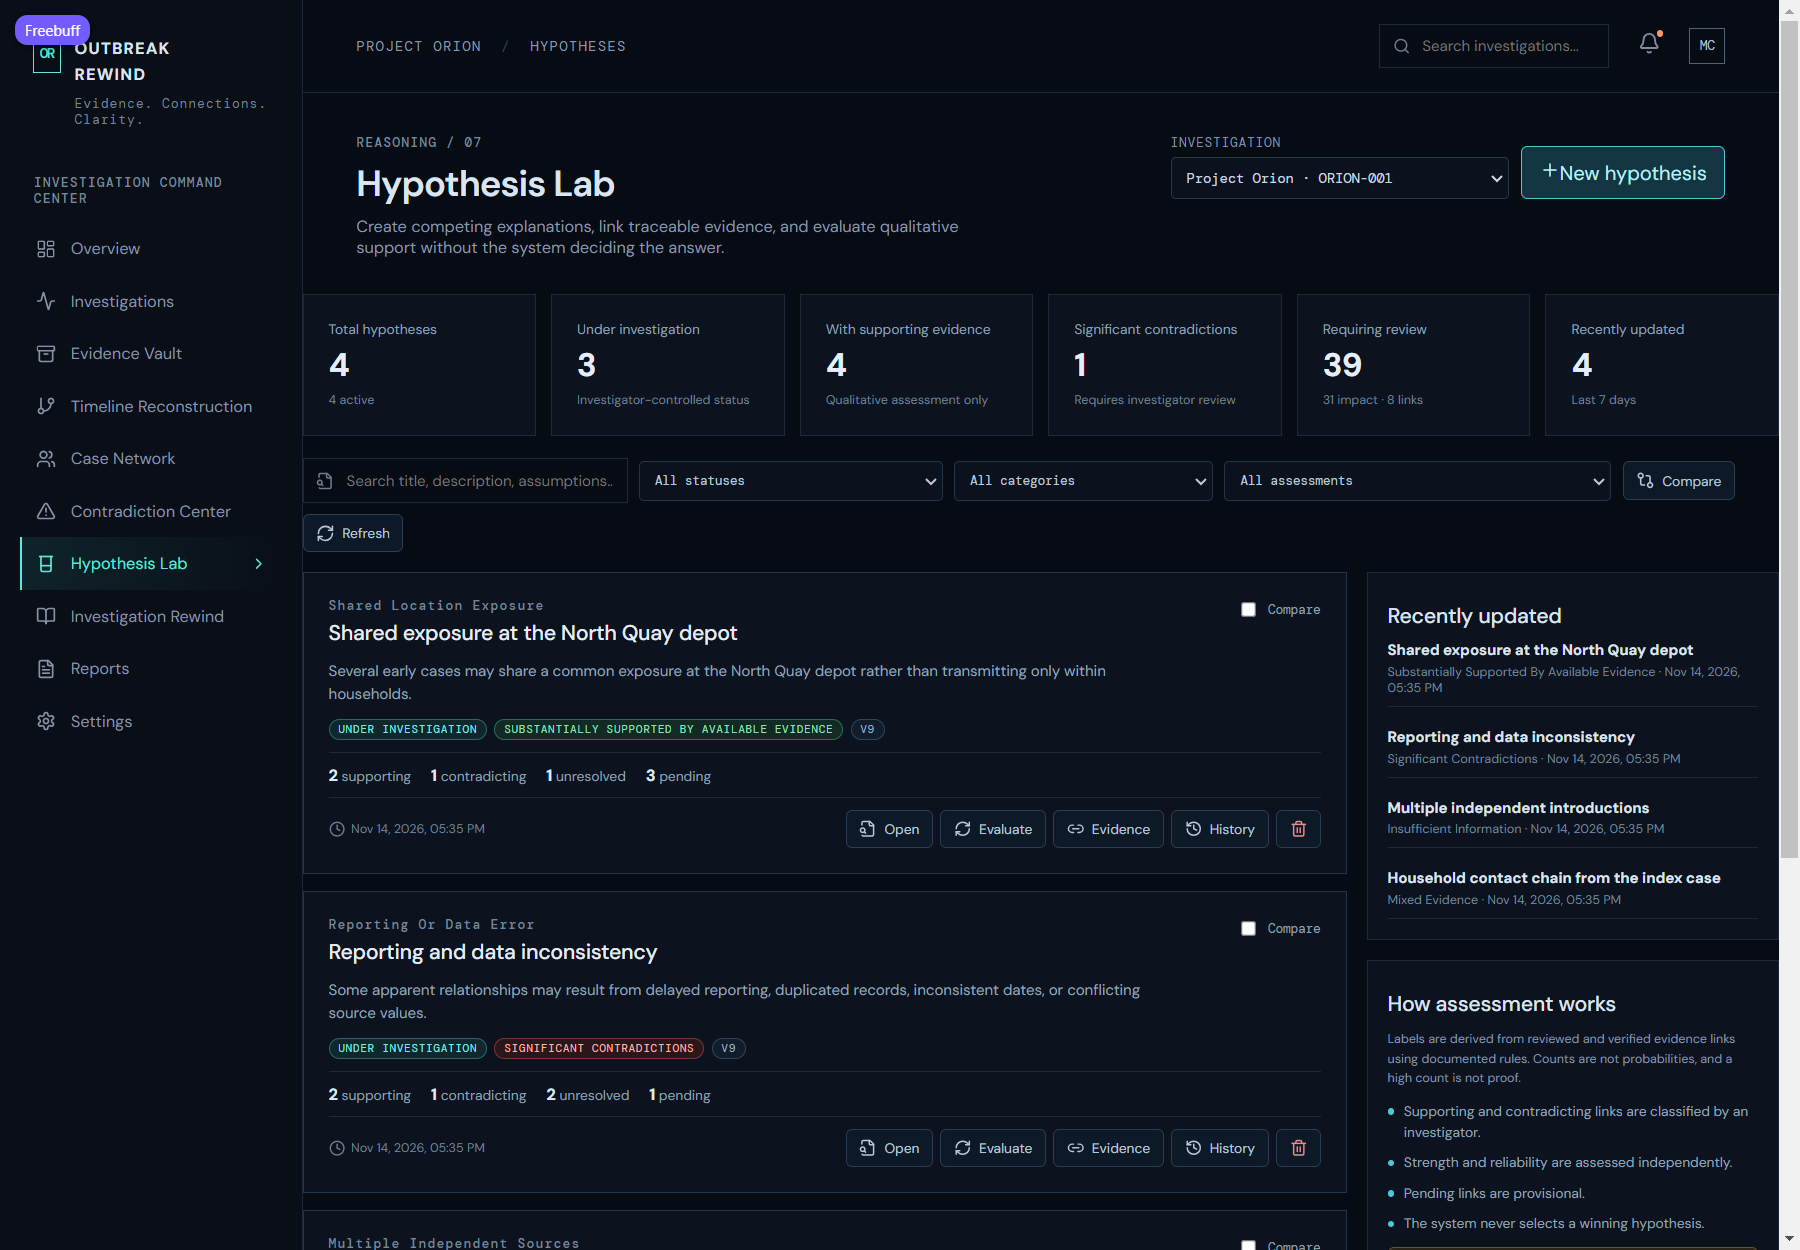 Freebuff
OR
OUTBREAK
REWIND
Evidence. Connections.
Clarity.
INVESTIGATION COMMAND
CENTER
Overview
Investigations
Evidence Vault
Timeline Reconstruction
Case Network
Contradiction Center
Hypothesis Lab
Investigation Rewind
Reports
Settings
PROJECT ORION / HYPOTHESES
Search investigations...
MC
REASONING / 07
Hypothesis Lab
Create competing explanations, link traceable evidence, and evaluate qualitative
support without the system deciding the answer.
INVESTIGATION
Project Orion · ORION-001
+New hypothesis
Total hypotheses
4
4 active
Under investigation
3
Investigator-controlled status
With supporting evidence
4
Qualitative assessment only
Significant contradictions
1
Requires investigator review
Requiring review
39
31 impact · 8 links
Recently updated
4
Last 7 days
Search title, description, assumptions..
All statuses
All categories
All assessments
Compare
Refresh
Shared Location Exposure
Compare
Shared exposure at the North Quay depot
Several early cases may share a common exposure at the North Quay depot rather than transmitting only within
households.
UNDER INVESTIGATION
SUBSTANTIALLY SUPPORTED BY AVAILABLE EVIDENCE
V9
2 supporting 1 contradicting 1 unresolved 3 pending
Nov 14, 2026, 05:35 PM
Open
Evaluate
Evidence
History
Reporting Or Data Error
Compare
Reporting and data inconsistency
Some apparent relationships may result from delayed reporting, duplicated records, inconsistent dates, or conflicting
source values.
UNDER INVESTIGATION
SIGNIFICANT CONTRADICTIONS
V9
2 supporting 1 contradicting 2 unresolved 1 pending
Nov 14, 2026, 05:35 PM
Open
Evaluate
Evidence
History
Multiple Independent Sources
Compare
Recently updated
Shared exposure at the North Quay depot
Substantially Supported By Available Evidence · Nov 14, 2026,
05:35 PM
Reporting and data inconsistency
Significant Contradictions · Nov 14, 2026, 05:35 PM
Multiple independent introductions
Insufficient Information · Nov 14, 2026, 05:35 PM
Household contact chain from the index case
Mixed Evidence · Nov 14, 2026, 05:35 PM
How assessment works
Labels are derived from reviewed and verified evidence links
using documented rules. Counts are not probabilities, and a
high count is not proof.
Supporting and contradicting links are classified by an
investigator.
Strength and reliability are assessed independently.
Pending links are provisional.
The system never selects a winning hypothesis.